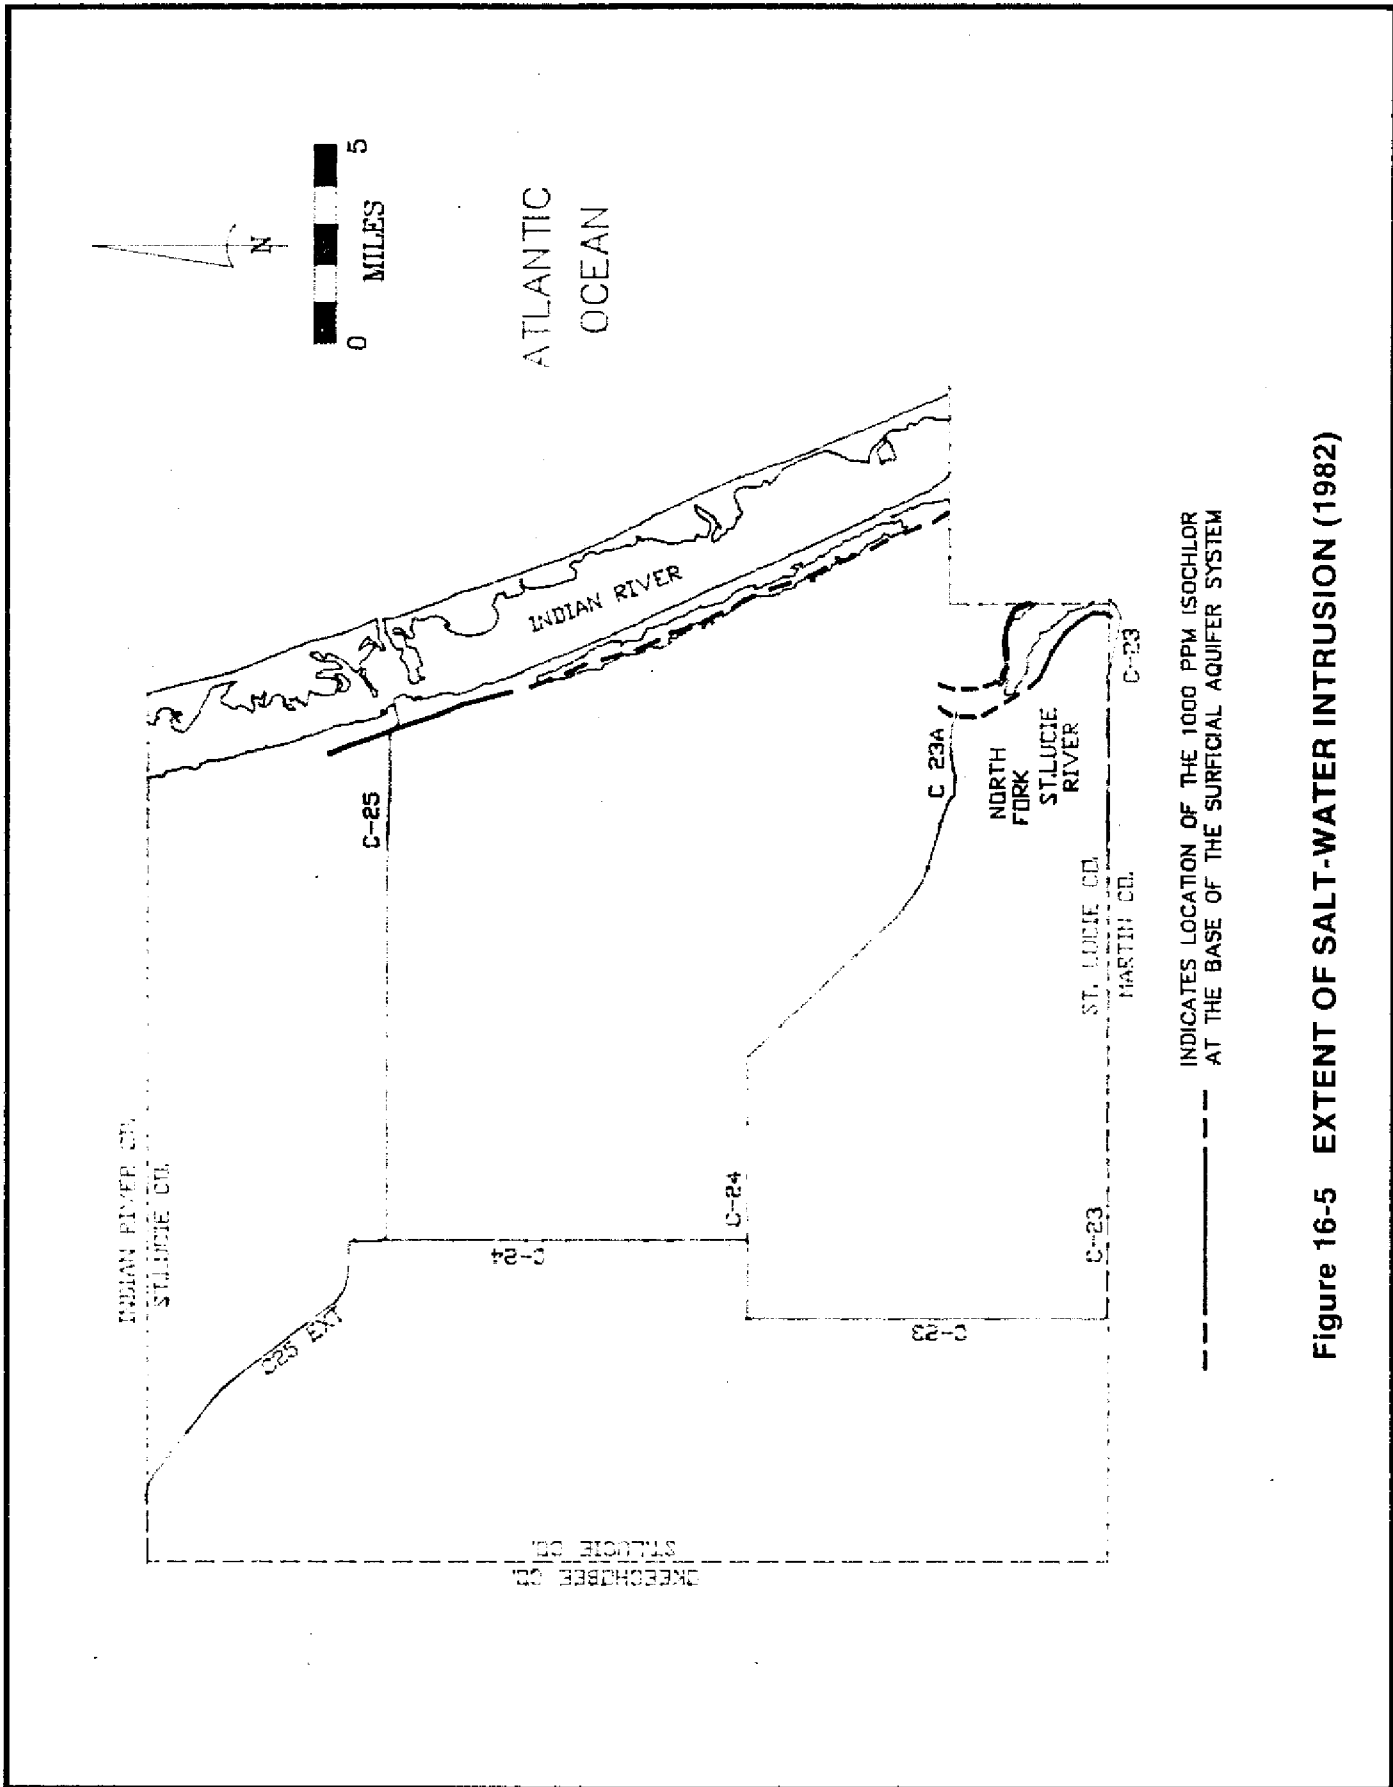 INDIAN RIVER CO.
ST.LUCIE CO.
C25 EXT
C-25
C-24
C-24
C-23
C-23
C-23
C 23A
NORTH
FORK
ST.LUCIE
RIVER
INDIAN RIVER
ATLANTIC
OCEAN
N
0 5
MILES
OKEECHOBEE CO.
ST.LUCIE CO.
ST. LUCIE CO.
MARTIN CO.
INDICATES LOCATION OF THE 1000 PPM ISOCHLOR
AT THE BASE OF THE SURFICIAL AQUIFER SYSTEM
Figure 16-5 EXTENT OF SALT-WATER INTRUSION (1982)